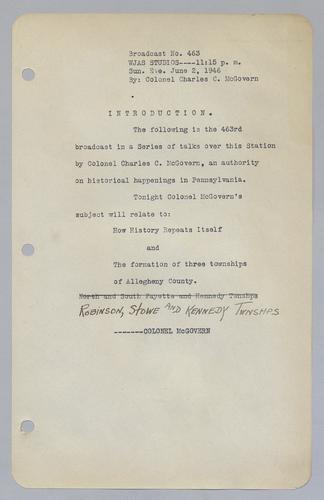 Broadcast No. 463
WJAS STUDIOS----11:15 p. m.
Sun. Eve. June 2, 1946
By: Colonel Charles C. McGovern
I N T R O D U C T I O N .
The following is the 463rd
broadcast in a Series of talks over this Station
by Colonel Charles C. McGovern, an authority
on historical happenings in Pennsylvania.
Tonight Colonel McGovern's
subject will relate to:
How History Repeats Itself
and
The formation of three townships
of Allegheny County.
North and South Fayette and Kennedy Twnshps
ROBINSON, STOWE AND KENNEDY TWNSHPS
-------COLONEL McGOVERN